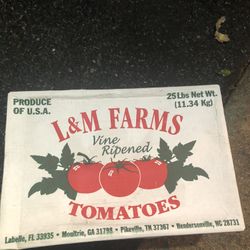 PRODUCE
OF U.S.A.
25 Lbs Net Wt.
(11.34 Kg)
L&M FARMS
Vine
Ripened
TOMATOES
Labelle, FL 33935 • Moultrie, GA 31798 • Pikeville, TN 37367 • Hendersonville, NC 28731